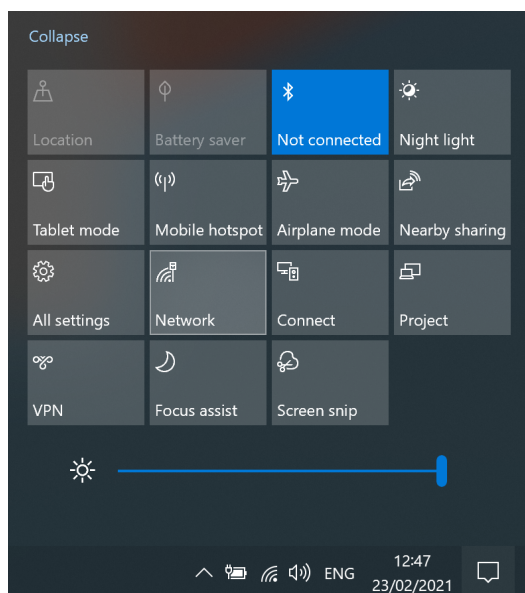 Collapse
Location
Battery saver
Not connected
Night light
Tablet mode
Mobile hotspot
Airplane mode
Nearby sharing
All settings
Network
Connect
Project
VPN
Focus assist
Screen snip
ENG
12:47
23/02/2021